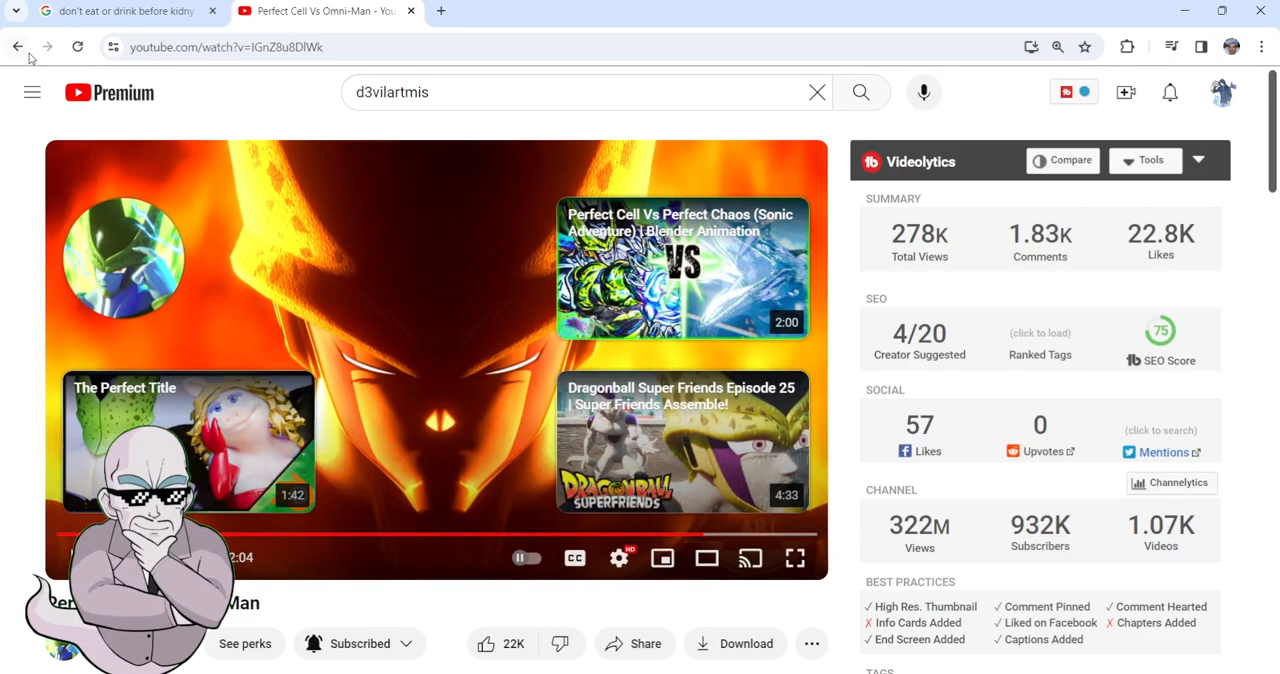 don't eat or drink before kidny
Perfect Cell Vs Omni-Man - You
youtube.com/watch?v=IGnZ8u8DlWk
Premium
d3vilartmis
Perfect Cell Vs Perfect Chaos (Sonic
Adventure) | Blender Animation
VS
2:00
The Perfect Title
1:42
Dragonball Super Friends Episode 25
| Super Friends Assemble!
DRAGONBALL
SUPERFRIENDS
4:33
2:04
CC
HD
Man
See perks
Subscribed
22K
Share
Download
tb
Videolytics
Compare
Tools
SUMMARY
278K 1.83K 22.8K
Total Views Comments Likes
SEO
4/20 (click to load) 75
Creator Suggested Ranked Tags tb SEO Score
SOCIAL
57 0 (click to search)
Likes Upvotes Mentions
CHANNEL
Channelytics
322M 932K 1.07K
Views Subscribers Videos
BEST PRACTICES
✓ High Res. Thumbnail ✓ Comment Pinned ✓ Comment Hearted
✗ Info Cards Added ✓ Liked on Facebook ✗ Chapters Added
✓ End Screen Added ✓ Captions Added
TAGS